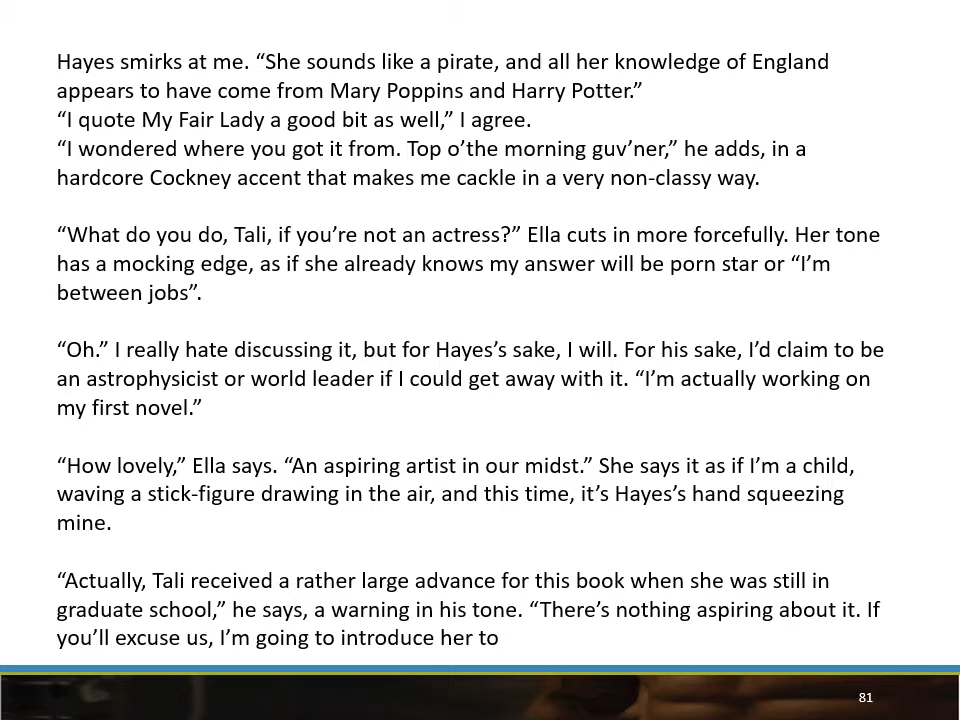 Hayes smirks at me. “She sounds like a pirate, and all her knowledge of England
appears to have come from Mary Poppins and Harry Potter.”
“I quote My Fair Lady a good bit as well,” I agree.
“I wondered where you got it from. Top o’the morning guv’ner,” he adds, in a
hardcore Cockney accent that makes me cackle in a very non-classy way.
“What do you do, Tali, if you’re not an actress?” Ella cuts in more forcefully. Her tone
has a mocking edge, as if she already knows my answer will be porn star or “I’m
between jobs”.
“Oh.” I really hate discussing it, but for Hayes’s sake, I will. For his sake, I’d claim to be
an astrophysicist or world leader if I could get away with it. “I’m actually working on
my first novel.”
“How lovely,” Ella says. “An aspiring artist in our midst.” She says it as if I’m a child,
waving a stick-figure drawing in the air, and this time, it’s Hayes’s hand squeezing
mine.
“Actually, Tali received a rather large advance for this book when she was still in
graduate school,” he says, a warning in his tone. “There’s nothing aspiring about it. If
you’ll excuse us, I’m going to introduce her to
81